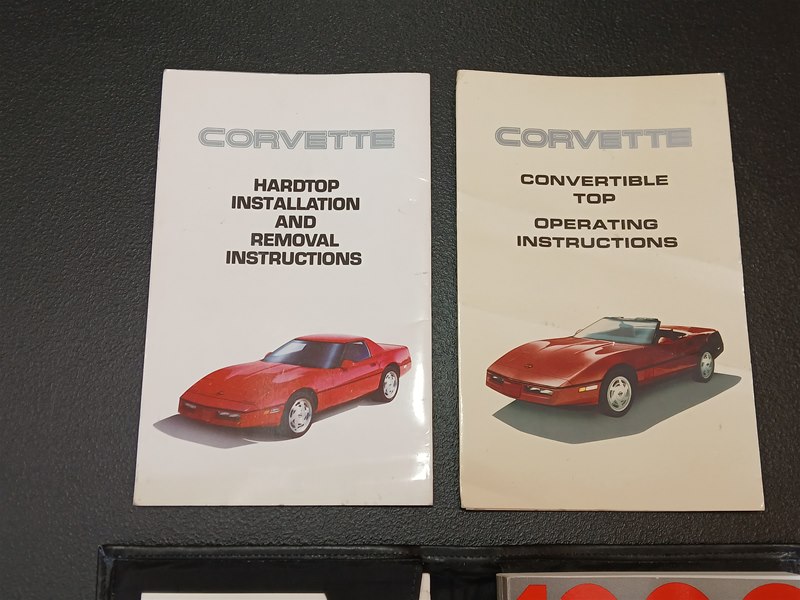 CORVETTE
HARDTOP
INSTALLATION
AND
REMOVAL
INSTRUCTIONS
CORVETTE
CONVERTIBLE
TOP
OPERATING
INSTRUCTIONS